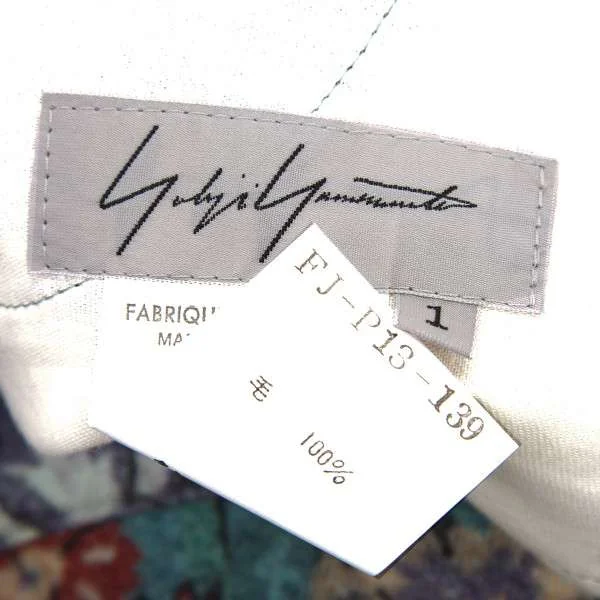 Yohji Yamamoto
1
FABRIQU
MA
FJ-P13-139
毛
100%